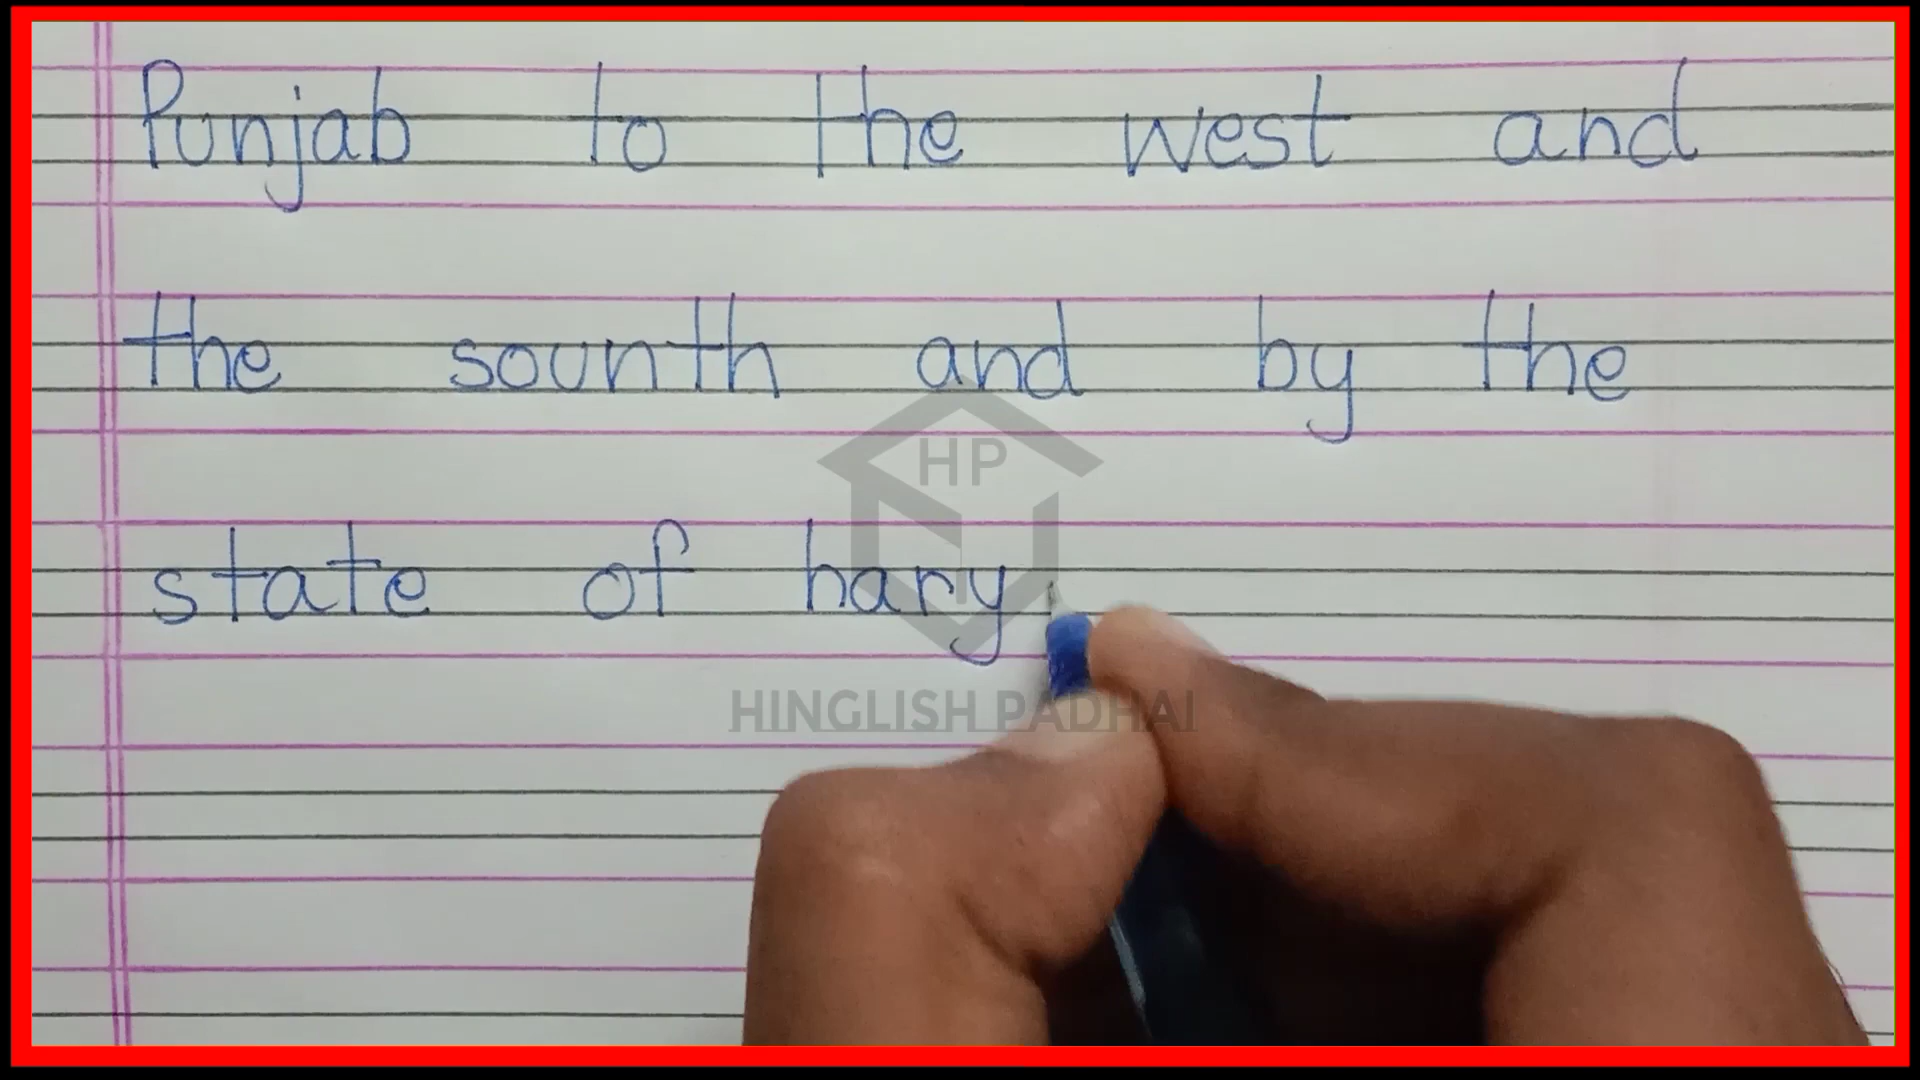 Punjab to the west and
the sounth and by the
state of hary
HP
HINGLISH PADHAI